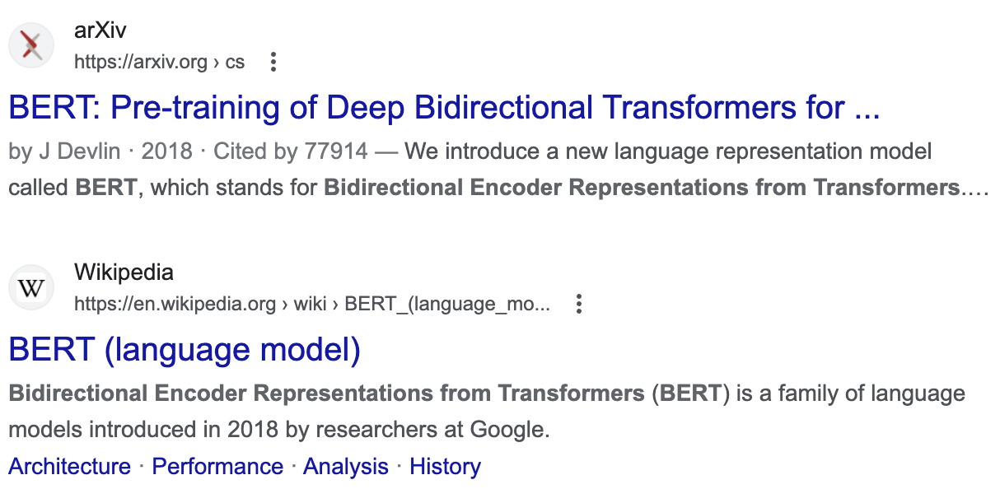 arXiv
https://arxiv.org › cs
BERT: Pre-training of Deep Bidirectional Transformers for ...
by J Devlin · 2018 · Cited by 77914 — We introduce a new language representation model
called BERT, which stands for Bidirectional Encoder Representations from Transformers....
W
Wikipedia
https://en.wikipedia.org › wiki › BERT_(language_mo...
BERT (language model)
Bidirectional Encoder Representations from Transformers (BERT) is a family of language
models introduced in 2018 by researchers at Google.
Architecture · Performance · Analysis · History